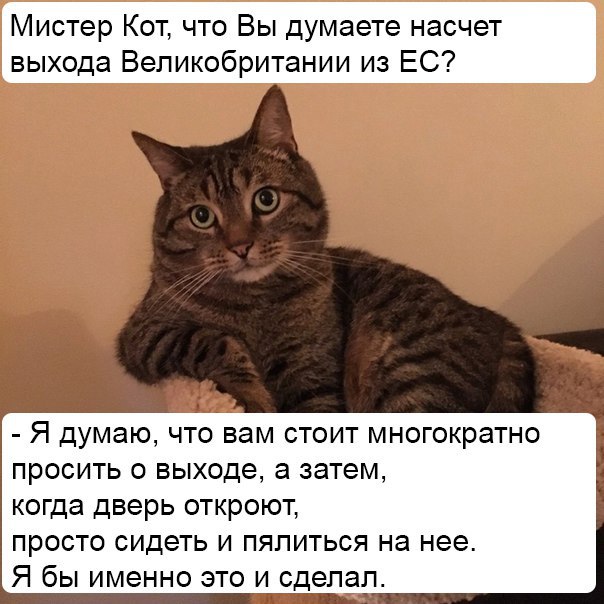 Мистер Кот, что Вы думаете насчет
выхода Великобритании из ЕС?
- Я думаю, что вам стоит многократно
просить о выходе, а затем,
когда дверь откроют,
просто сидеть и пялиться на нее.
Я бы именно это и сделал.